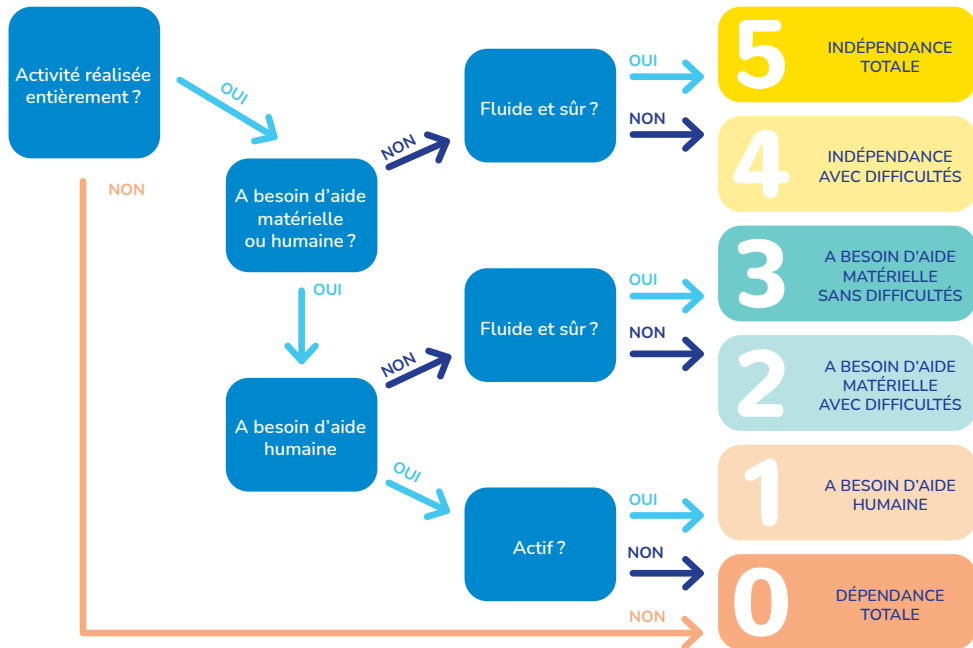 Activité réalisée
entièrement ?
OUI
NON
A besoin d'aide
matérielle
ou humaine ?
NON
OUI
Fluide et sûr ?
OUI
NON
5
INDÉPENDANCE
TOTALE
4
INDÉPENDANCE
AVEC DIFFICULTÉS
A besoin d'aide
humaine
NON
OUI
Fluide et sûr ?
OUI
NON
3
A BESOIN D'AIDE
MATÉRIELLE
SANS DIFFICULTÉS
2
A BESOIN D'AIDE
MATÉRIELLE
AVEC DIFFICULTÉS
Actif ?
OUI
NON
1
A BESOIN D'AIDE
HUMAINE
NON
0
DÉPENDANCE
TOTALE